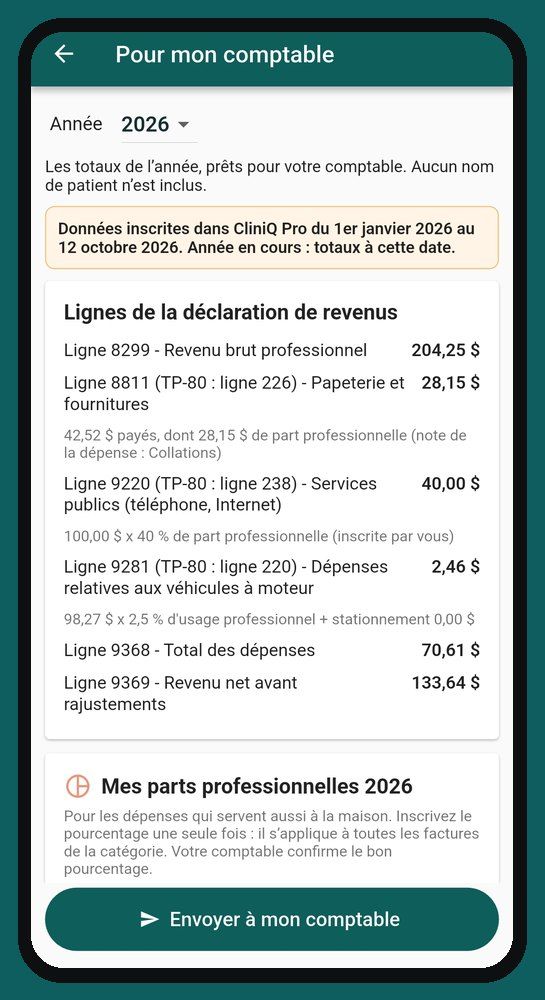 Pour mon comptable
Année 2026
Les totaux de l’année, prêts pour votre comptable. Aucun nom
de patient n’est inclus.
Données inscrites dans CliniQ Pro du 1er janvier 2026 au
12 octobre 2026. Année en cours : totaux à cette date.
Lignes de la déclaration de revenus
Ligne 8299 - Revenu brut professionnel 204,25 $
Ligne 8811 (TP-80 : ligne 226) - Papeterie et 28,15 $
fournitures
42,52 $ payés, dont 28,15 $ de part professionnelle (note de
la dépense : Collations)
Ligne 9220 (TP-80 : ligne 238) - Services 40,00 $
publics (téléphone, Internet)
100,00 $ x 40 % de part professionnelle (inscrite par vous)
Ligne 9281 (TP-80 : ligne 220) - Dépenses 2,46 $
relatives aux véhicules à moteur
98,27 $ x 2,5 % d'usage professionnel + stationnement 0,00 $
Ligne 9368 - Total des dépenses 70,61 $
Ligne 9369 - Revenu net avant 133,64 $
rajustements
Mes parts professionnelles 2026
Pour les dépenses qui servent aussi à la maison. Inscrivez le
pourcentage une seule fois : il s’applique à toutes les factures
de la catégorie. Votre comptable confirme le bon
pourcentage.
Envoyer à mon comptable